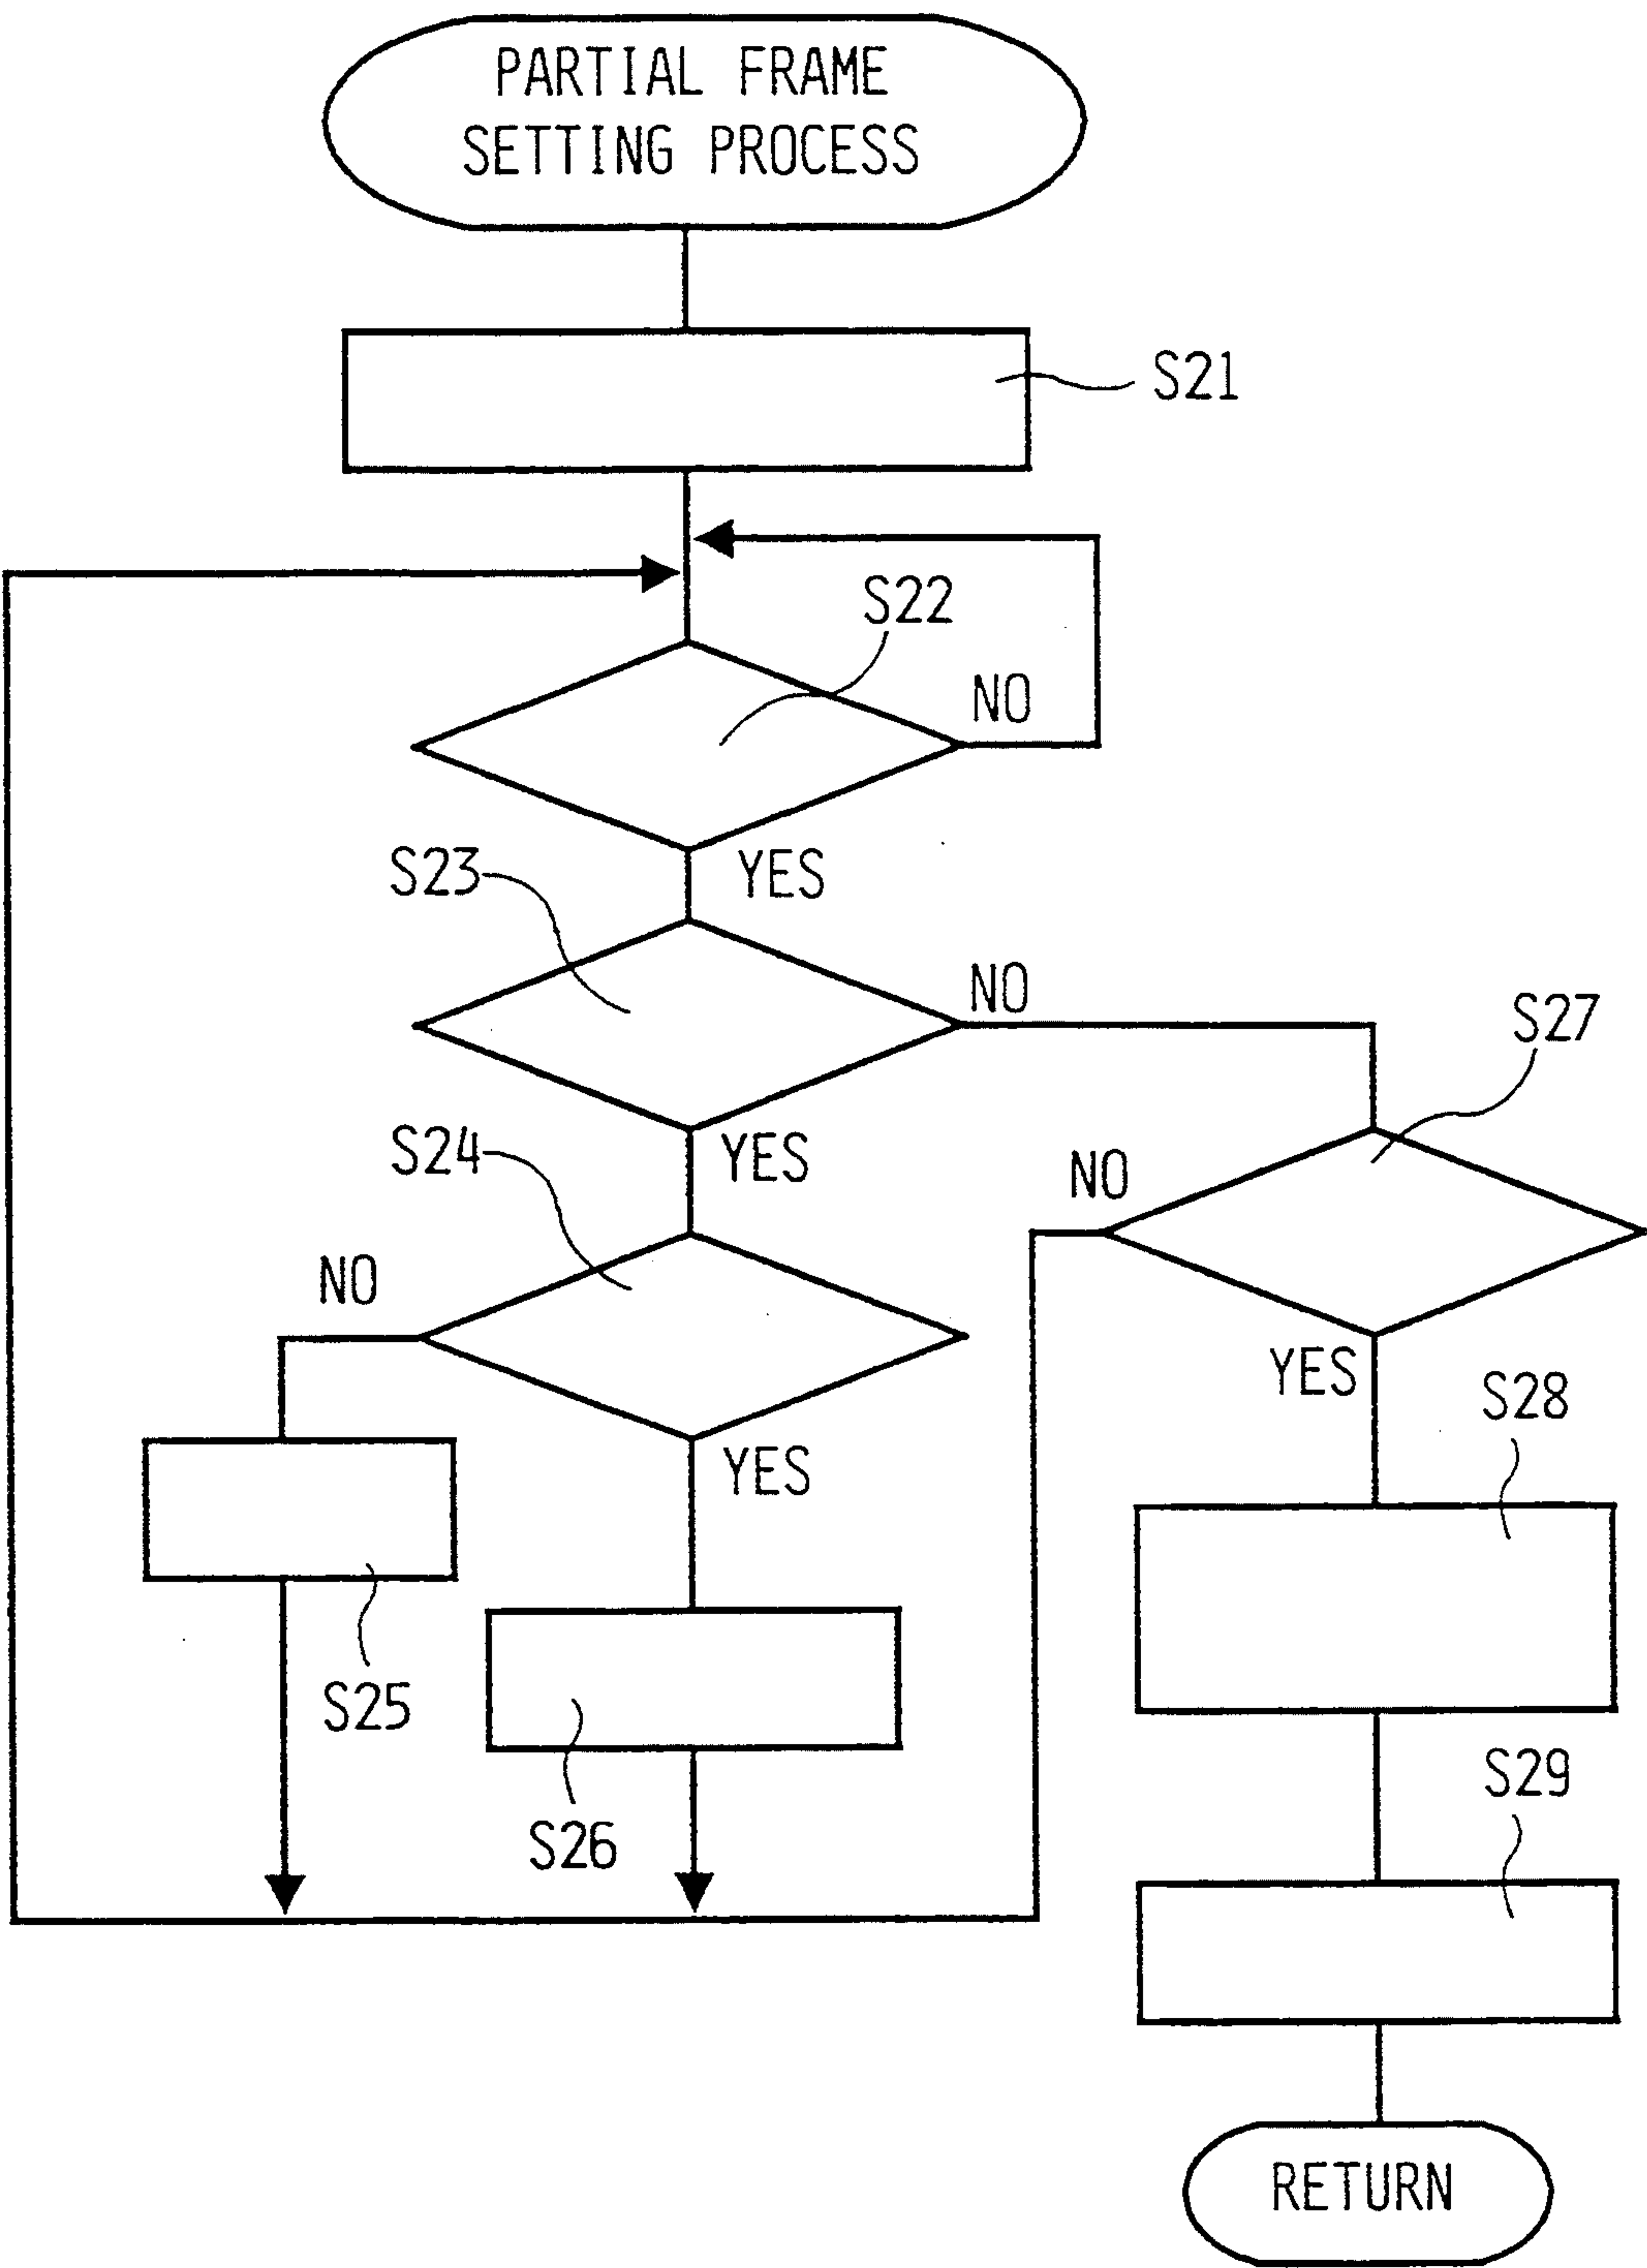 PARTIAL FRAME
SETTING PROCESS
S21
S22
NO
YES
S23
NO
S27
YES
S24
NO
NO
YES
S28
YES
S25
S26
S29
RETURN